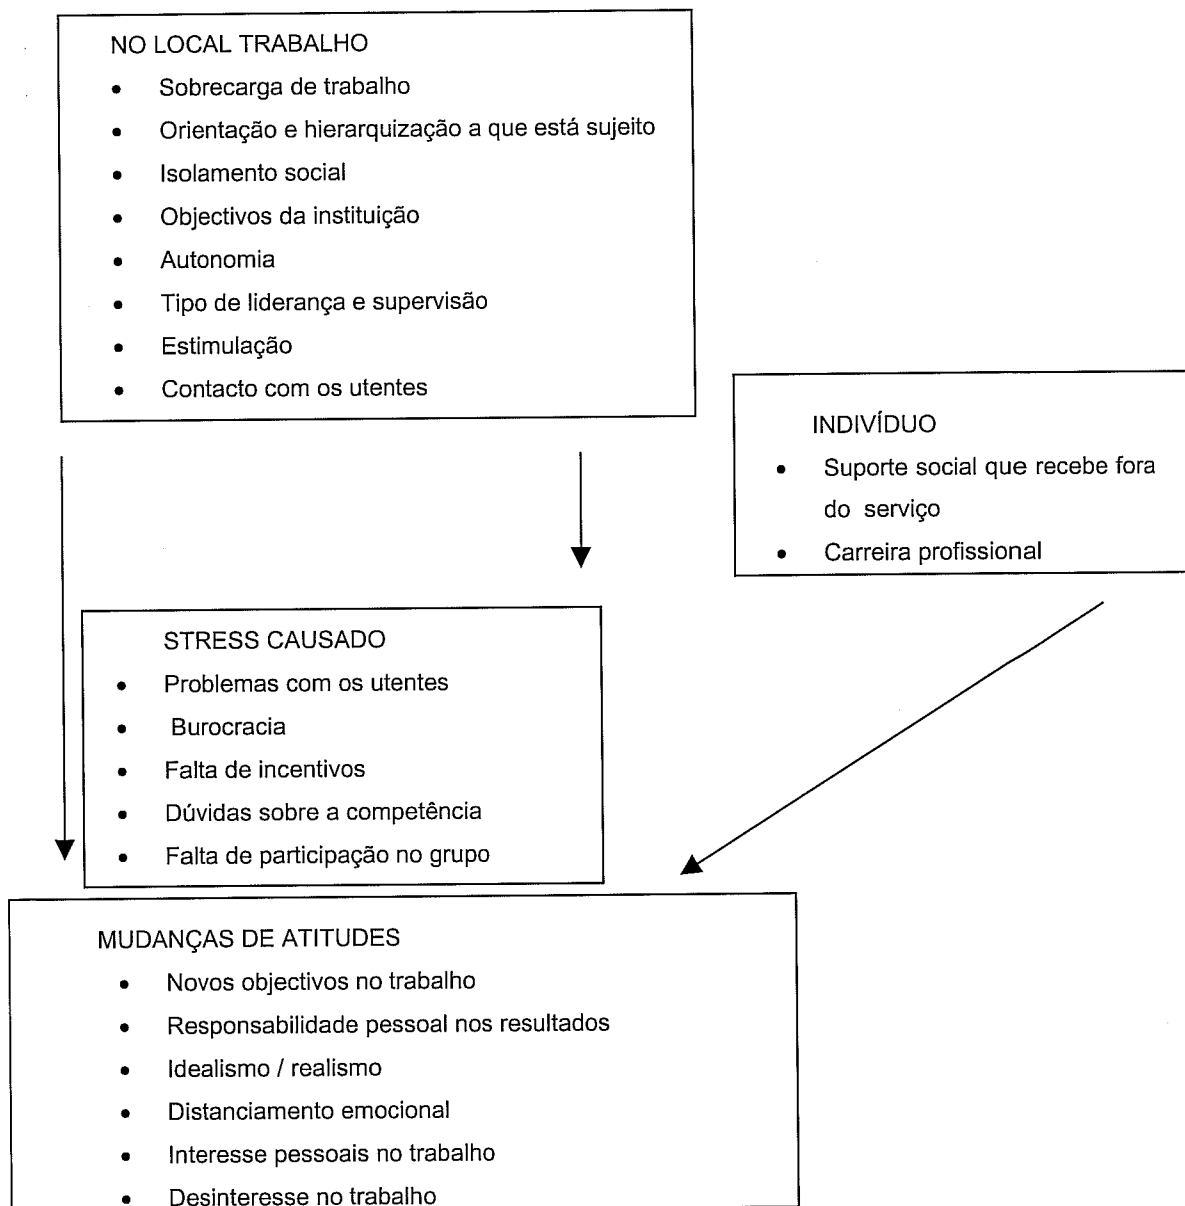 NO LOCAL TRABALHO
• Sobrecarga de trabalho
• Orientação e hierarquização a que está sujeito
• Isolamento social
• Objectivos da instituição
• Autonomia
• Tipo de liderança e supervisão
• Estimulação
• Contacto com os utentes
INDIVÍDUO
• Suporte social que recebe fora
do serviço
• Carreira profissional
STRESS CAUSADO
• Problemas com os utentes
• Burocracia
• Falta de incentivos
• Dúvidas sobre a competência
• Falta de participação no grupo
MUDANÇAS DE ATITUDES
• Novos objectivos no trabalho
• Responsabilidade pessoal nos resultados
• Idealismo / realismo
• Distanciamento emocional
• Interesse pessoais no trabalho
• Desinteresse no trabalho